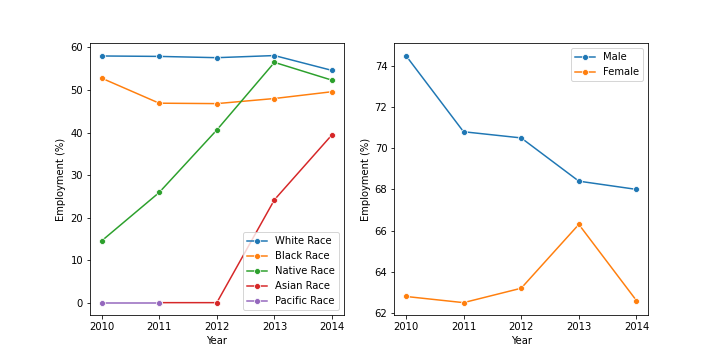 60
50
40
30
20
10
0
Employment (%)
2010 2011 2012 2013 2014
Year
White Race
Black Race
Native Race
Asian Race
Pacific Race
74
72
70
68
66
64
62
Employment (%)
2010 2011 2012 2013 2014
Year
Male
Female